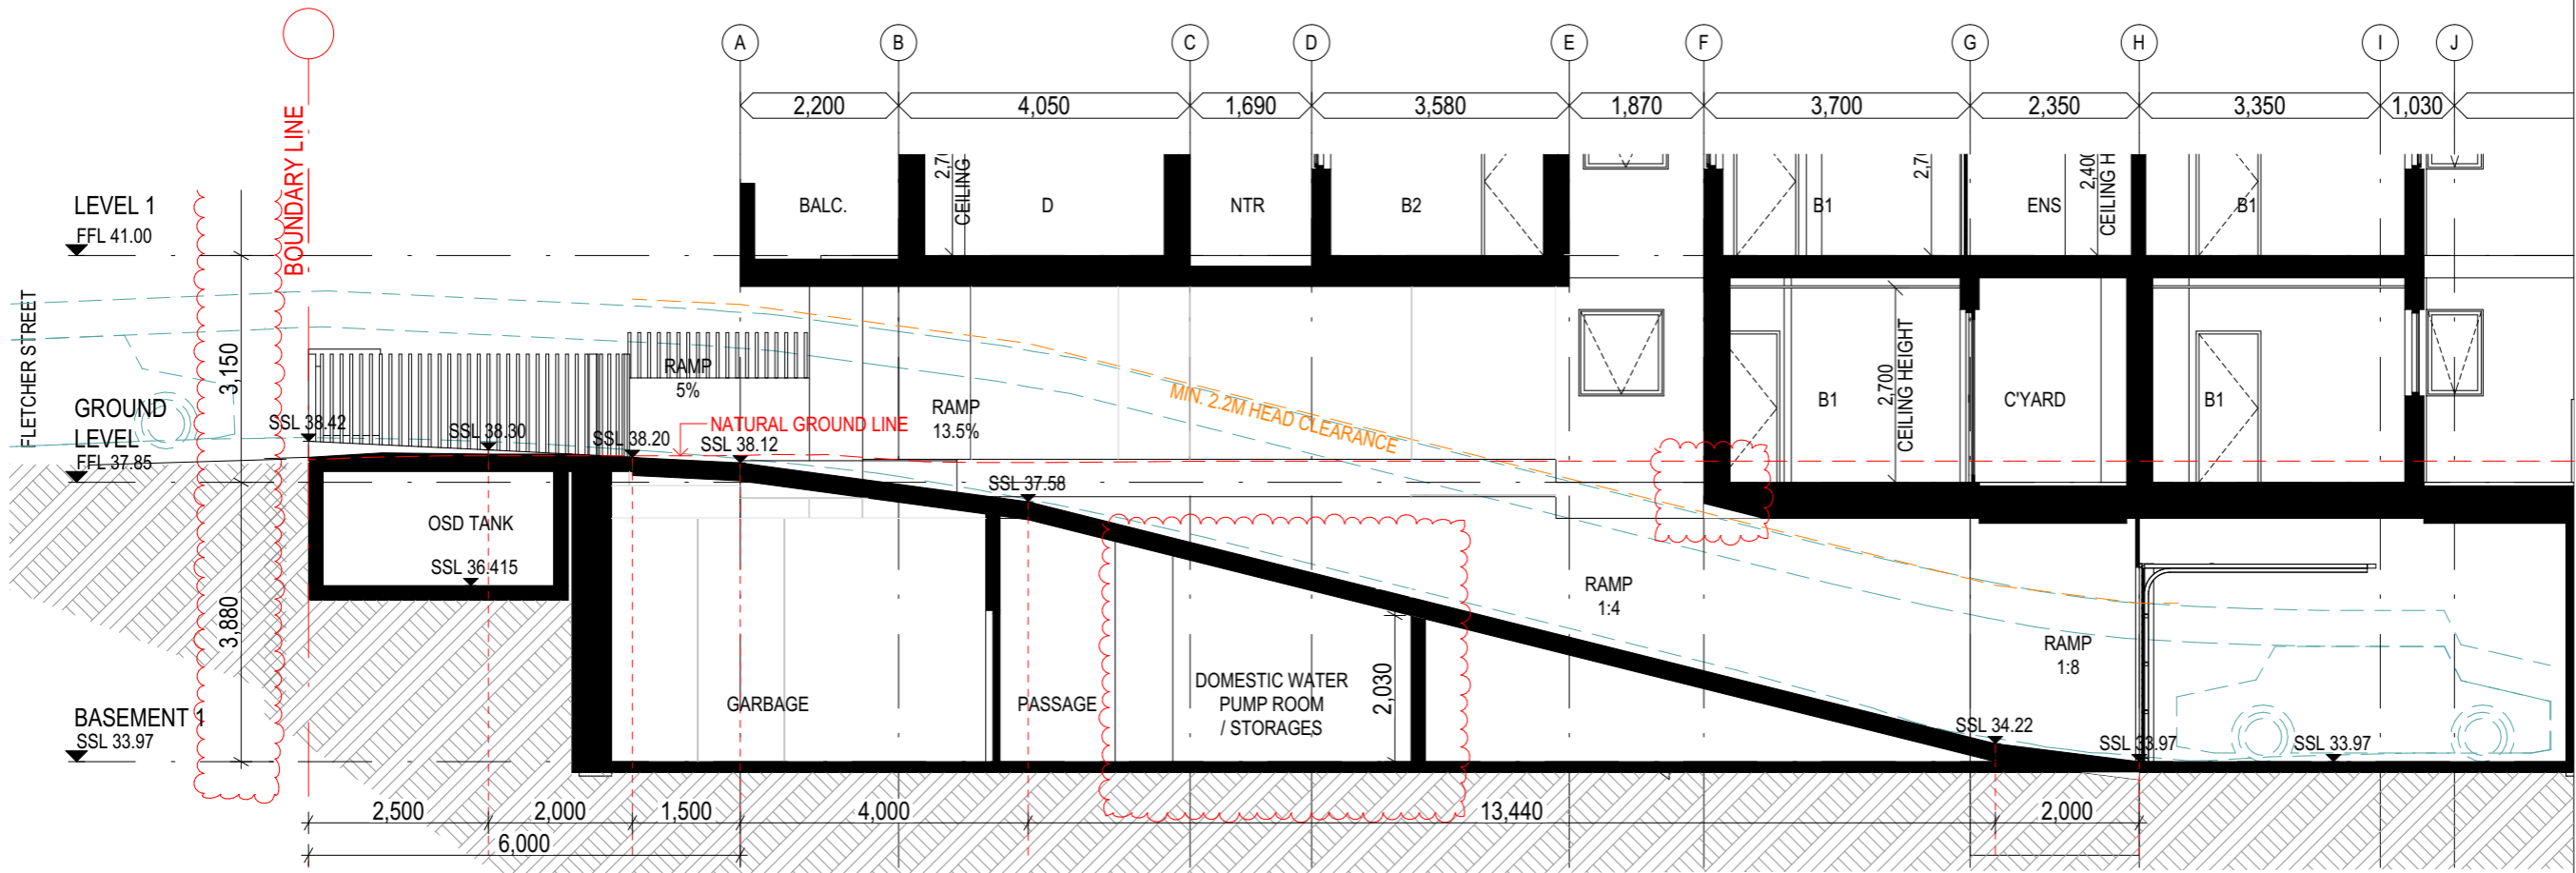 A
B
C
D
E
F
G
H
I
J
2,200
4,050
1,690
3,580
1,870
3,700
2,350
3,350
1,030
BOUNDARY LINE
LEVEL 1
FFL 41.00
BALC.
CEILING
D
NTR
B2
B1
ENS
2,400
CEILING H
B1
FLETCHER STREET
3,150
RAMP
5%
GROUND
LEVEL
FFL 37.85
SSL 38.42
SSL 38.30
SSL 38.20
NATURAL GROUND LINE
SSL 38.12
RAMP
13.5%
MIN. 2.2M HEAD CLEARANCE
B1
2,700
CEILING HEIGHT
C'YARD
B1
SSL 37.58
OSD TANK
SSL 36.415
3,880
RAMP
1:4
RAMP
1:8
BASEMENT 1
SSL 33.97
GARBAGE
PASSAGE
DOMESTIC WATER
PUMP ROOM
/ STORAGES
2,030
SSL 34.22
SSL 33.97
SSL 33.97
2,500
2,000
1,500
4,000
13,440
2,000
6,000